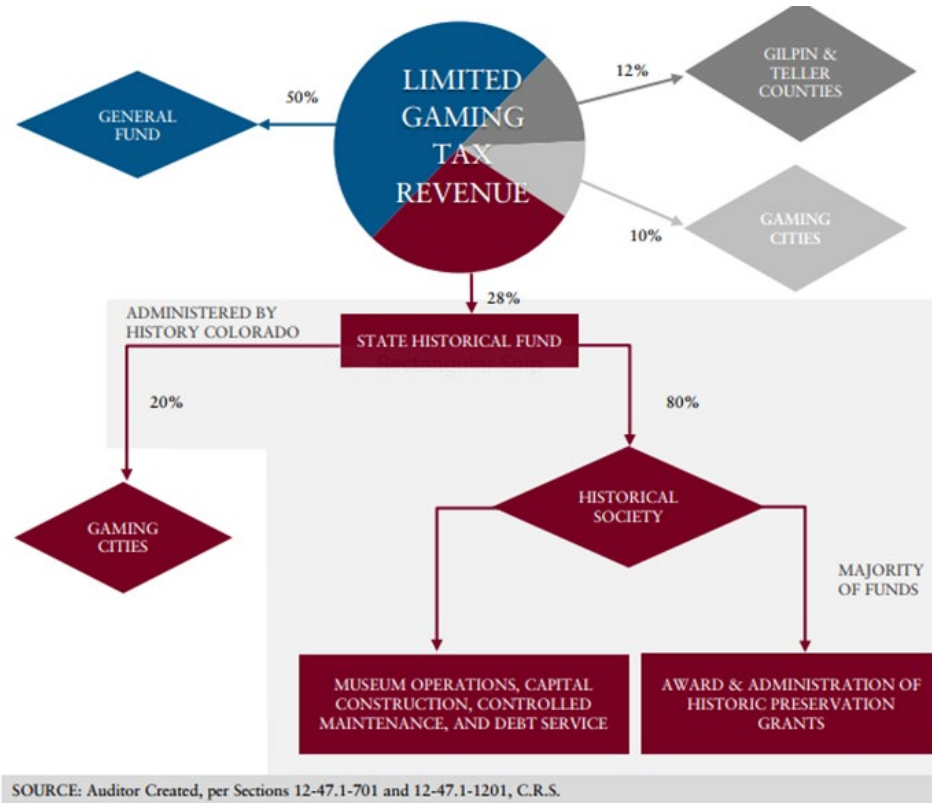 LIMITED
GAMING
TAX
REVENUE
50%
GENERAL
FUND
12%
GILPIN &
TELLER
COUNTIES
10%
GAMING
CITIES
28%
ADMINISTERED BY
HISTORY COLORADO
STATE HISTORICAL FUND
Rectangular Snip
20%
80%
GAMING
CITIES
HISTORICAL
SOCIETY
MAJORITY
OF FUNDS
MUSEUM OPERATIONS, CAPITAL
CONSTRUCTION, CONTROLLED
MAINTENANCE, AND DEBT SERVICE
AWARD & ADMINISTRATION OF
HISTORIC PRESERVATION
GRANTS
SOURCE: Auditor Created, per Sections 12-47.1-701 and 12-47.1-1201, C.R.S.